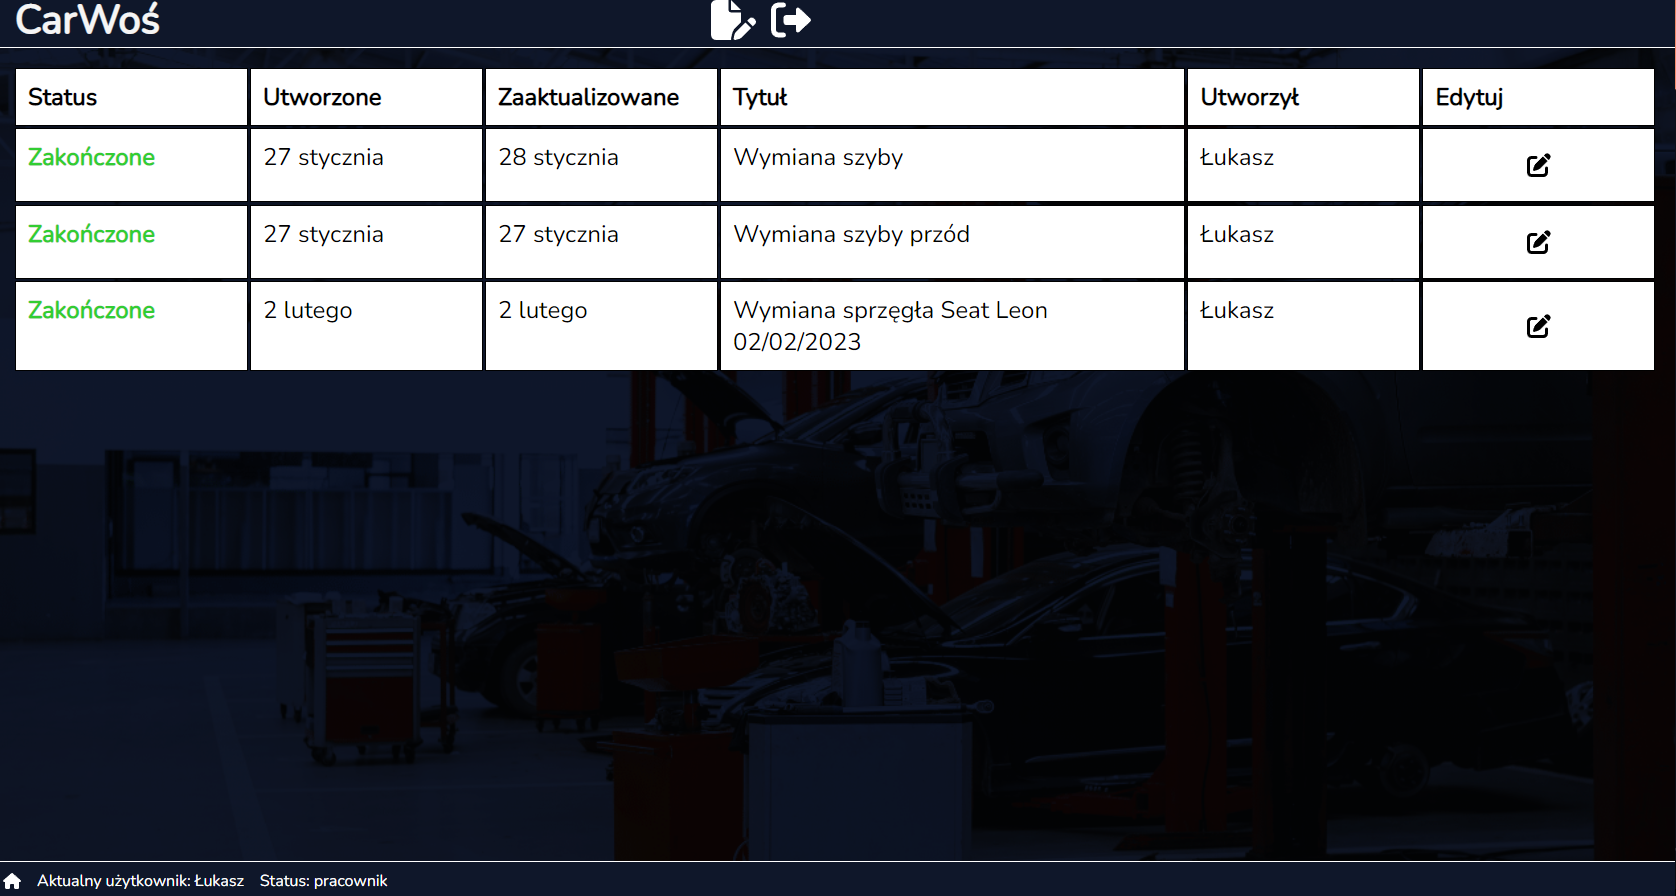 CarWoś
Status Utworzone Zaaktualizowane Tytuł Utworzył Edytuj
Zakończone 27 stycznia 28 stycznia Wymiana szyby Łukasz
Zakończone 27 stycznia 27 stycznia Wymiana szyby przód Łukasz
Zakończone 2 lutego 2 lutego Wymiana sprzęgła Seat Leon Łukasz
02/02/2023
Aktualny użytkownik: Łukasz Status: pracownik